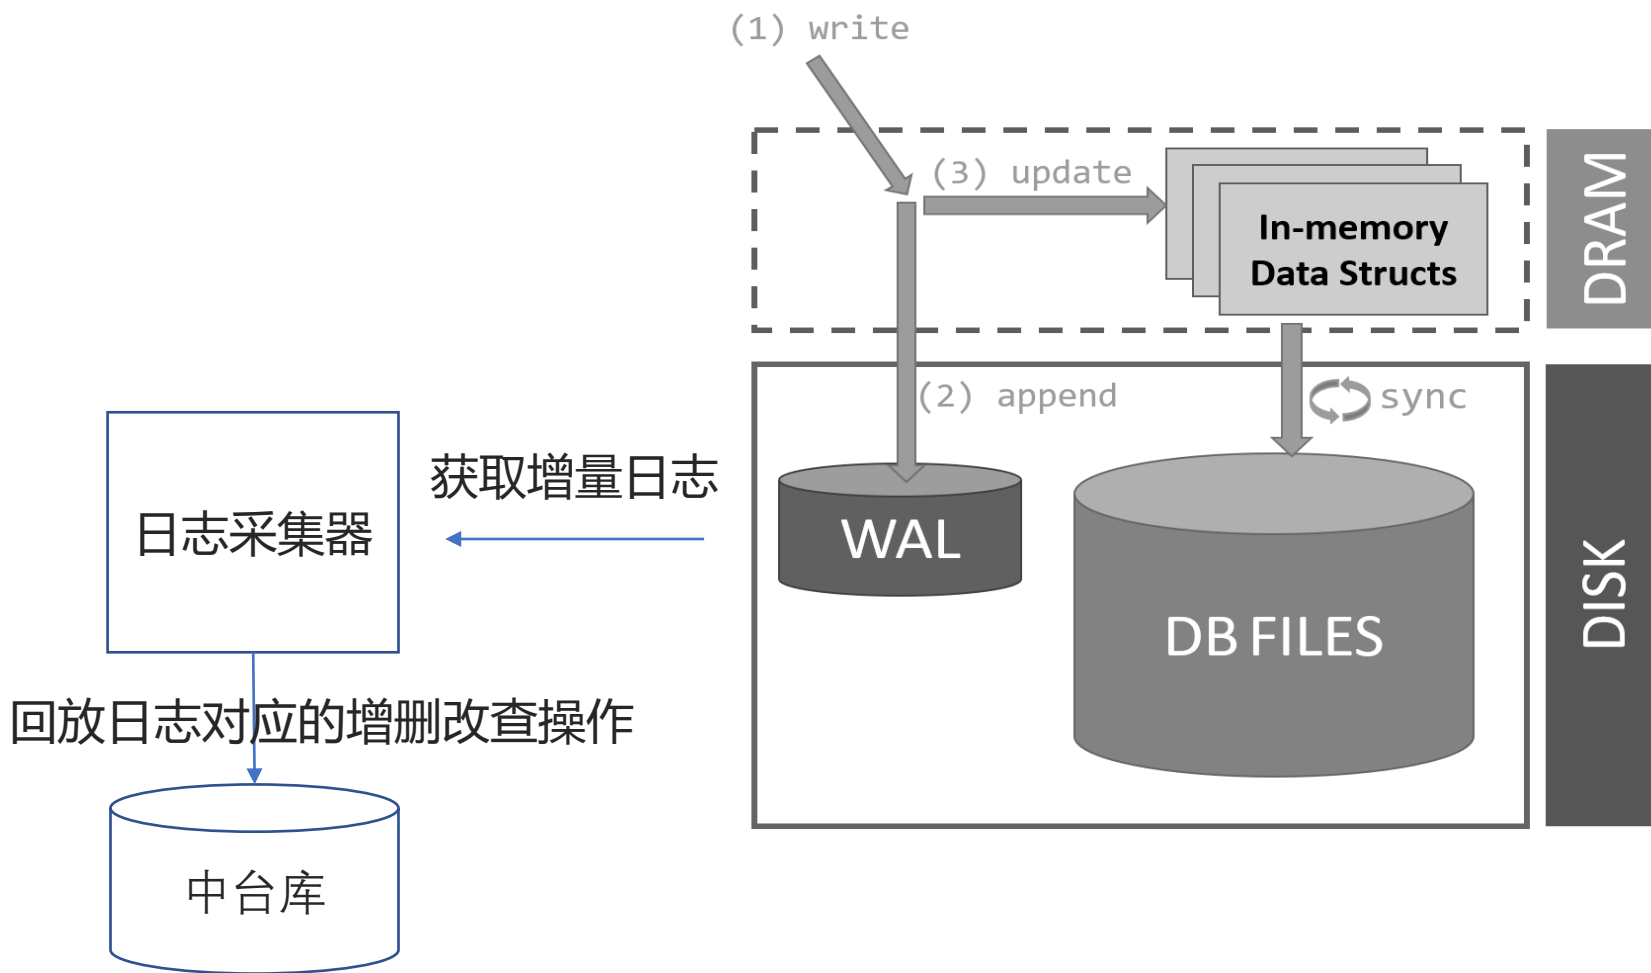 (1) write
(3) update
In-memory
Data Structs
DRAM
(2) append
sync
获取增量日志
日志采集器
WAL
DB FILES
DISK
回放日志对应的增删改查操作
中台库